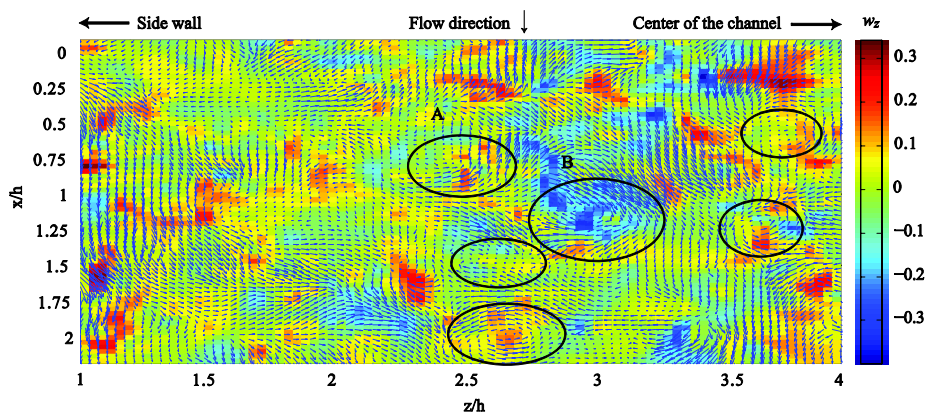 Side wall Flow direction Center of the channel w_z
0
0.25
0.5
0.75
1
1.25
1.5
1.75
2
x/h
A
B
0.3
0.2
0.1
0
−0.1
−0.2
−0.3
1 1.5 2 2.5 3 3.5 4
z/h